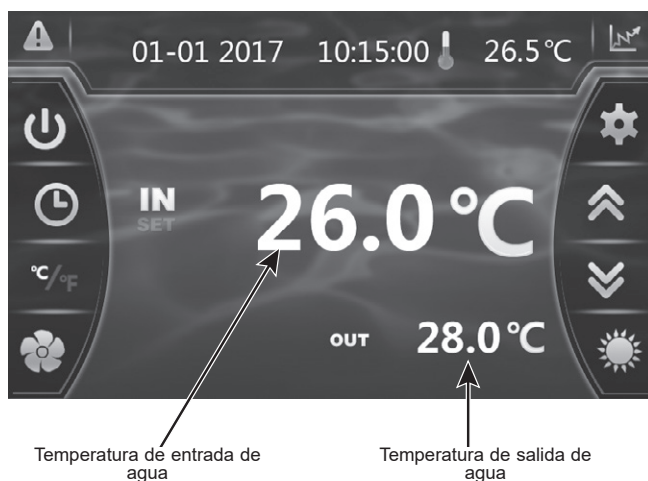 01-01 2017 10:15:00 26.5°C
IN
SET
26.0°C
°C/°F
OUT 28.0°C
Temperatura de entrada de
agua
Temperatura de salida de
agua